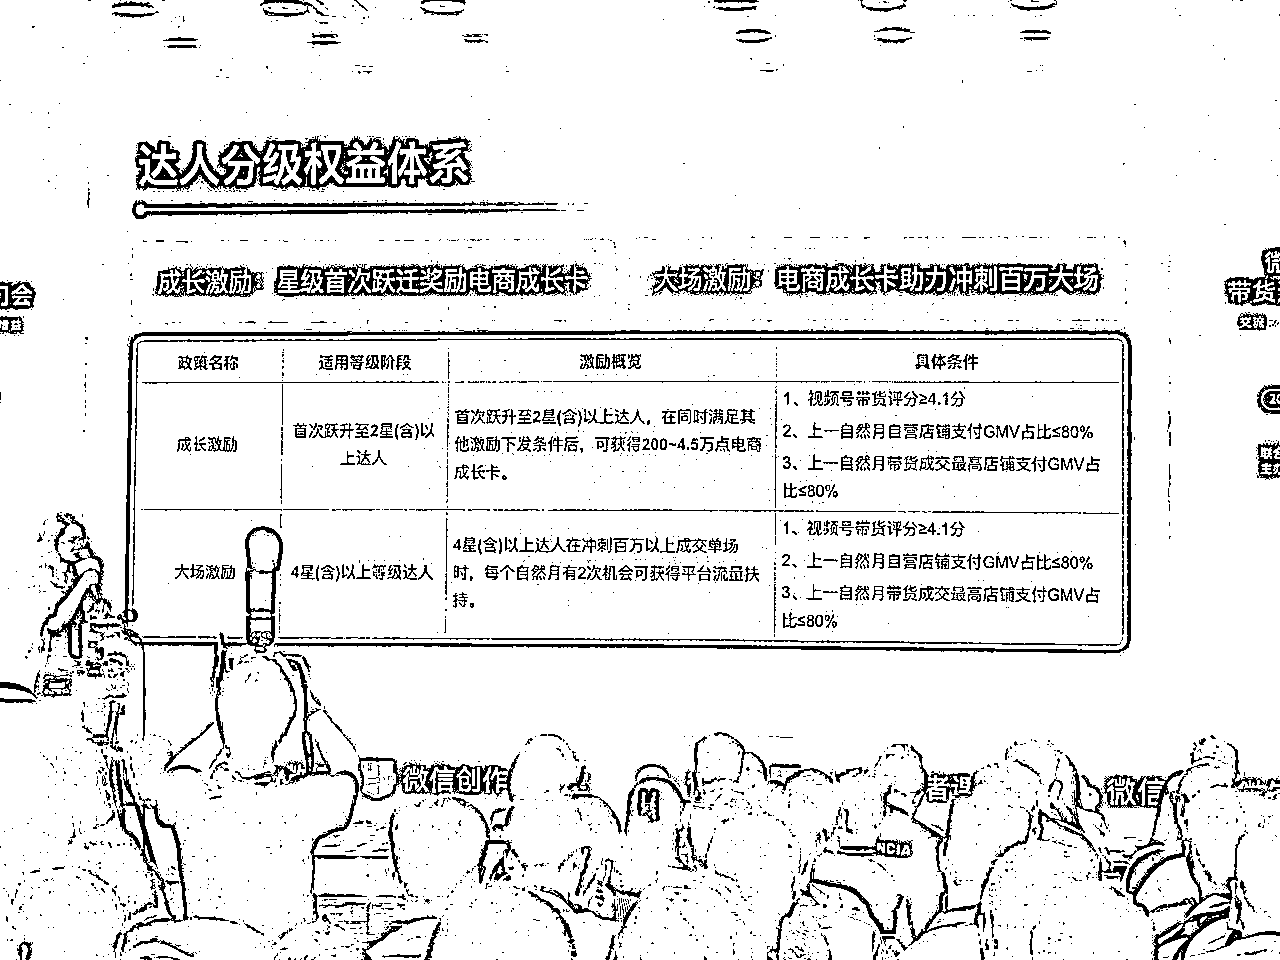 达人分级权益体系
成长激励：星级首次跃迁奖励电商成长卡
大场激励：电商成长卡助力冲刺百万大场
政策名称
适用等级阶段
激励概览
具体条件
成长激励
首次跃升至2星(含)以
上达人
首次跃升至2星(含)以上达人，在同时满足其
他激励下发条件后，可获得200~4.5万点电商
成长卡。
1、视频号带货评分≥4.1分
2、上一自然月自营店铺支付GMV占比≤80%
3、上一自然月带货成交最高店铺支付GMV占
比≤80%
大场激励
4星(含)以上等级达人
4星(含)以上达人在冲刺百万以上成交单场
时，每个自然月有2次机会可获得平台流量扶
持。
1、视频号带货评分≥4.1分
2、上一自然月自营店铺支付GMV占比≤80%
3、上一自然月带货成交最高店铺支付GMV占
比≤80%
会
微
带货
微信创作
者
微信
NCIA